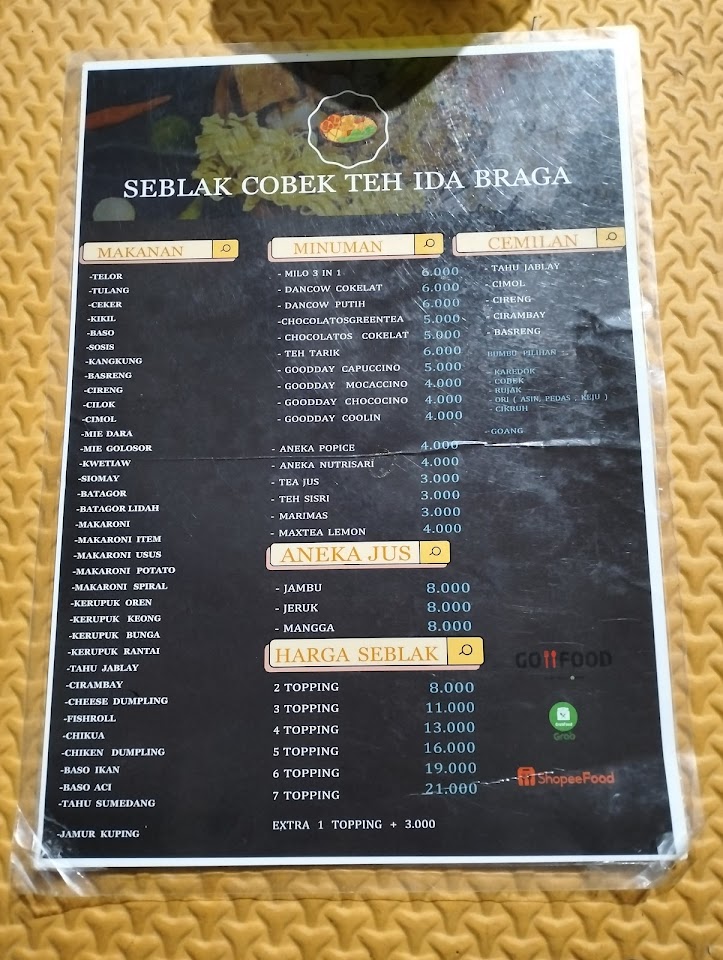 SEBLAK COBEK TEH IDA BRAGA
MAKANAN
-TELOR
-TULANG
-CEKER
-KIKIL
-BASO
-SOSIS
-KANGKUNG
-BASRENG
-CIRENG
-CILOK
-CIMOL
-MIE DARA
-MIE GOLOSOR
-KWETIAW
-SIOMAY
-BATAGOR
-BATAGOR LIDAH
-MAKARONI
-MAKARONI ITEM
-MAKARONI USUS
-MAKARONI POTATO
-MAKARONI SPIRAL
-KERUPUK OREN
-KERUPUK KEONG
-KERUPUK BUNGA
-KERUPUK RANTAI
-TAHU JABLAY
-CIRAMBAY
-CHEESE DUMPLING
-FISHROLL
-CHIKUA
-CHIKEN DUMPLING
-BASO IKAN
-BASO ACI
-TAHU SUMEDANG
-JAMUR KUPING
MINUMAN
- MILO 3 IN 1 6.000
- DANCOW COKELAT 6.000
- DANCOW PUTIH 6.000
-CHOCOLATOSGREENTEA 5.000
- CHOCOLATOS COKELAT 5.000
- TEH TARIK 6.000
- GOODDAY CAPUCCINO 5.000
- GOODDAY MOCACCINO 4.000
- GOODDAY CHOCOCINO 4.000
- GOODDAY COOLIN 4.000
- ANEKA POPICE 4.000
- ANEKA NUTRISARI 4.000
- TEA JUS 3.000
- TEH SISRI 3.000
- MARIMAS 3.000
- MAXTEA LEMON 4.000
ANEKA JUS
- JAMBU 8.000
- JERUK 8.000
- MANGGA 8.000
HARGA SEBLAK
2 TOPPING 8.000
3 TOPPING 11.000
4 TOPPING 13.000
5 TOPPING 16.000
6 TOPPING 19.000
7 TOPPING 21.000
EXTRA 1 TOPPING + 3.000
CEMILAN
- TAHU JABLAY
- CIMOL
- CIRENG
- CIRAMBAY
- BASRENG
BUMBU PILIHAN
- KAREDOK
- COBEK
- RUJAK
- ORI ( ASIN, PEDAS , KEJU )
- CIKRUH
- GOANG
GO FOOD
Grab
ShopeeFood